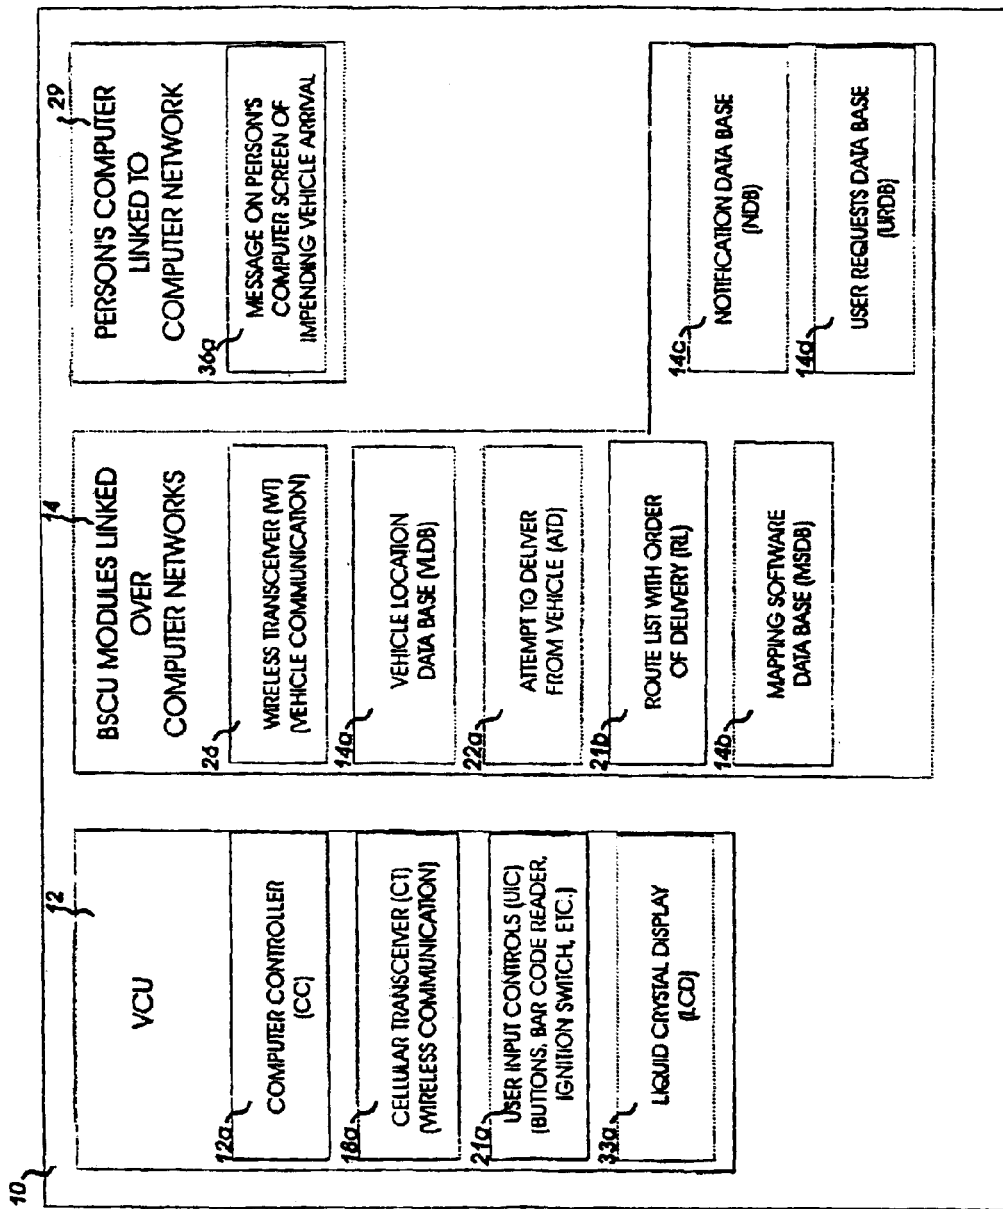 10
12
VCU
12a
COMPUTER CONTROLLER
(CC)
18a
CELLULAR TRANSCEIVER (CT)
(WIRELESS COMMUNICATION)
21a
USER INPUT CONTROLS (UIC)
(BUTTONS, BAR CODE READER,
IGNITION SWITCH, ETC.)
33a
LIQUID CRYSTAL DISPLAY
(LCD)
14
BSCU MODULES LINKED
OVER
COMPUTER NETWORKS
26
WIRELESS TRANSCEIVER (WT)
(VEHICLE COMMUNICATION)
14a
VEHICLE LOCATION
DATA BASE (VLDB)
22a
ATTEMPT TO DELIVER
FROM VEHICLE (ATD)
21b
ROUTE LIST WITH ORDER
OF DELIVERY (RL)
14b
MAPPING SOFTWARE
DATA BASE (MSDB)
14c
NOTIFICATION DATA BASE
(NDB)
14d
USER REQUESTS DATA BASE
(URDB)
29
PERSON'S COMPUTER
LINKED TO
COMPUTER NETWORK
36a
MESSAGE ON PERSON'S
COMPUTER SCREEN OF
IMPENDING VEHICLE ARRIVAL